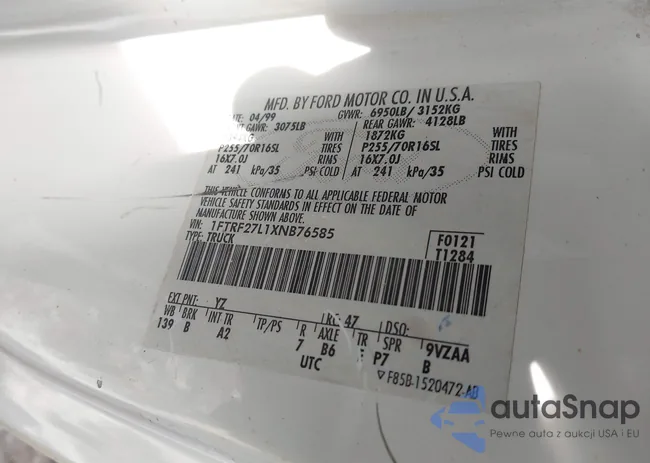 MFD. BY FORD MOTOR CO. IN U.S.A.
04/99 GVWR: 6950LB/ 3152KG
GAWR: 3075LB REAR GAWR: 4128LB
1872KG
P255/70R16SL TIRES P255/70R16SL TIRES
16X7.0J RIMS 16X7.0J RIMS
AT 241 kPa/35 PSI COLD AT 241 kPa/35 PSI COLD
THIS VEHICLE CONFORMS TO ALL APPLICABLE FEDERAL MOTOR
VEHICLE SAFETY STANDARDS IN EFFECT ON THE DATE OF
MANUFACTURE SHOWN ABOVE.
VIN: 1FTRF27L1XNB76585 F0121
TYPE: TRUCK T1284
EXT PNT: YZ RC: 47 DSO:
WB BRK INT TR TP/PS R AXLE TR SPR 9VZAA
139 B A2 7 B6 P7 B
UTC
F85B-1520472-AB
autaSnap
Pewne auta z aukcji USA i EU